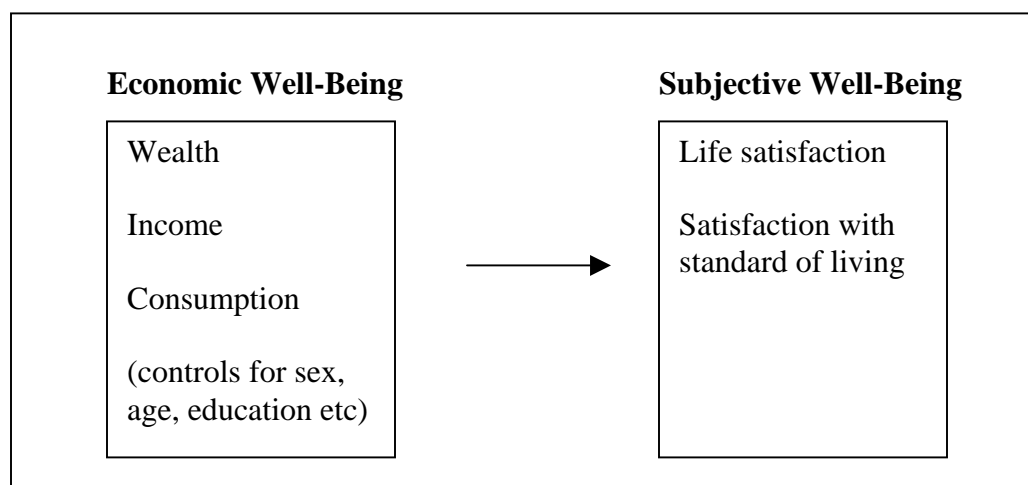 Economic Well-Being
Wealth
Income
Consumption
(controls for sex,
age, education etc)
Subjective Well-Being
Life satisfaction
Satisfaction with
standard of living